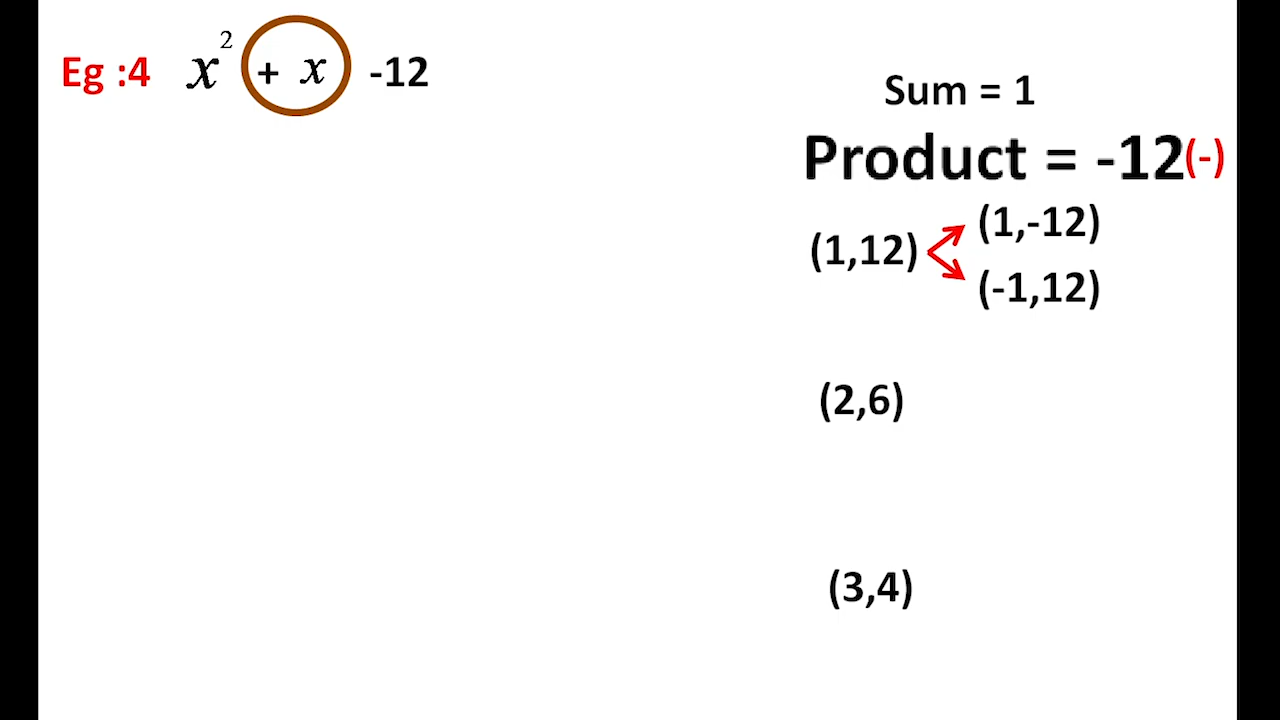 Eg :4 x² + x -12
Sum = 1
Product = -12(-)
(1,12)
(1,-12)
(-1,12)
(2,6)
(3,4)